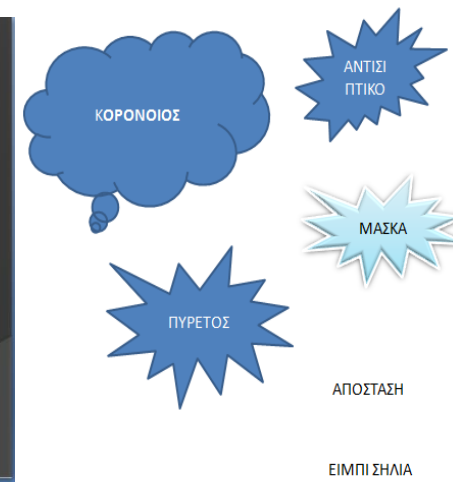 ΚΟΡΟΝΟΙΟΣ
ΑΝΤΙΣΙ
ΠΤΙΚΟ
ΜΑΣΚΑ
ΠΥΡΕΤΟΣ
ΑΠΟΣΤΑΣΗ
ΕΙΜΠΙ ΣΗΛΙΑ